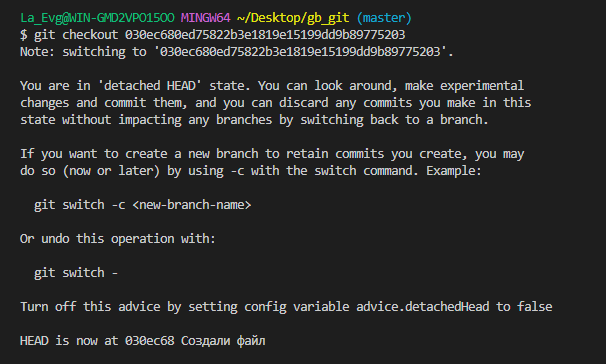 La_Evg@WIN-GMD2VPO15OO MINGW64 ~/Desktop/gb_git (master)
$ git checkout 030ec680ed75822b3e1819e15199dd9b89775203
Note: switching to '030ec680ed75822b3e1819e15199dd9b89775203'.
You are in 'detached HEAD' state. You can look around, make experimental
changes and commit them, and you can discard any commits you make in this
state without impacting any branches by switching back to a branch.
If you want to create a new branch to retain commits you create, you may
do so (now or later) by using -c with the switch command. Example:
git switch -c <new-branch-name>
Or undo this operation with:
git switch -
Turn off this advice by setting config variable advice.detachedHead to false
HEAD is now at 030ec68 Создали файл